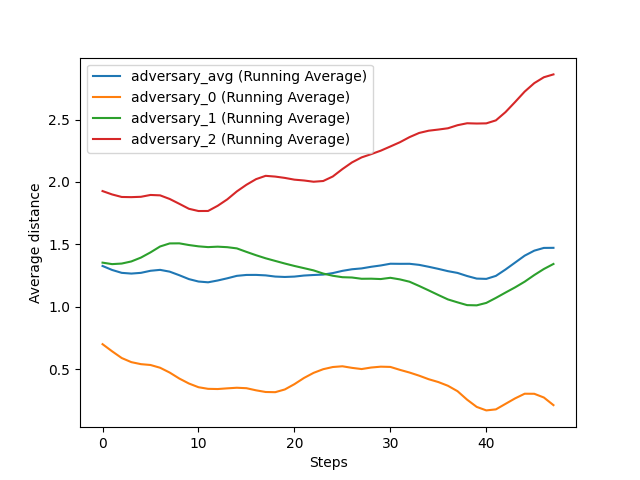 adversary_avg (Running Average)
adversary_0 (Running Average)
adversary_1 (Running Average)
adversary_2 (Running Average)
2.5
2.0
1.5
1.0
0.5
Average distance
0 10 20 30 40
Steps